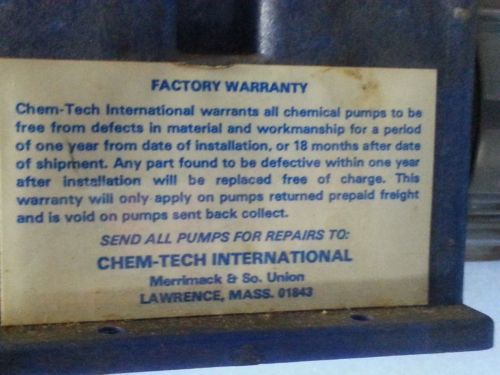 FACTORY WARRANTY
Chem-Tech International warrants all chemical pumps to be
free from defects in material and workmanship for a period
of one year from date of installation, or 18 months after date
of shipment. Any part found to be defective within one year
after installation will be replaced free of charge. This
warranty will only apply on pumps returned prepaid freight
and is void on pumps sent back collect.
SEND ALL PUMPS FOR REPAIRS TO:
CHEM-TECH INTERNATIONAL
Merrimack & So. Union
LAWRENCE, MASS. 01843